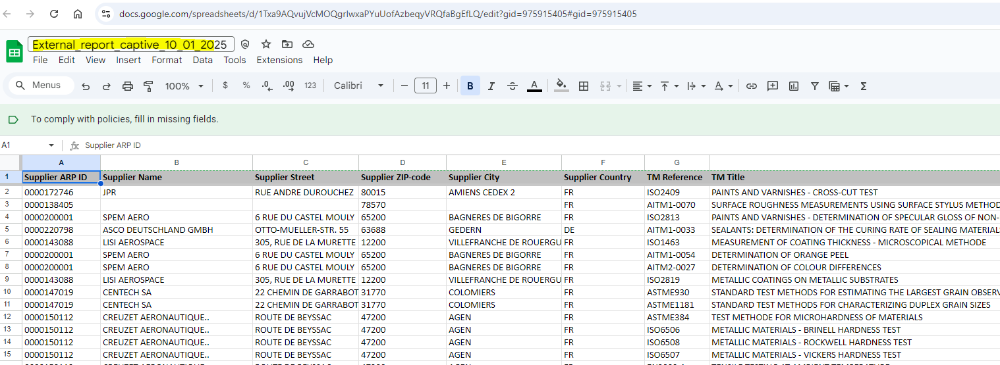 docs.google.com/spreadsheets/d/1Txa9AQvujVcMOQgrIwxaPYuUofAzbeqyVRQfaBgEfLQ/edit?gid=975915405#gid=975915405
External_report_captive_10_01_2025
File Edit View Insert Format Data Tools Extensions Help
Menus 100% $ % .0 .00 123 Calibri 11 B I S A A Σ
To comply with policies, fill in missing fields.
A1 fx Supplier ARP ID
A B C D E F G
1 Supplier ARP ID Supplier Name Supplier Street Supplier ZIP-code Supplier City Supplier Country TM Reference TM Title
2 0000172746 JPR RUE ANDRE DUROUCHEZ 80015 AMIENS CEDEX 2 FR ISO2409 PAINTS AND VARNISHES - CROSS-CUT TEST
3 0000138405 78570 FR AITM1-0070 SURFACE ROUGHNESS MEASUREMENTS USING SURFACE STYLUS METHOD
4 0000200001 SPEM AERO 6 RUE DU CASTEL MOULY 65200 BAGNERES DE BIGORRE FR ISO2813 PAINTS AND VARNISHES - DETERMINATION OF SPECULAR GLOSS OF NON-
5 0000220798 ASCO DEUTSCHLAND GMBH OTTO-MUELLER-STR. 55 63688 GEDERN DE AITM1-0033 SEALANTS: DETERMINATION OF THE CURING RATE OF SEALING MATERIAL
6 0000143088 LISI AEROSPACE 305, RUE DE LA MURETTE 12200 VILLEFRANCHE DE ROUERGU FR ISO1463 MEASUREMENT OF COATING THICKNESS - MICROSCOPICAL METHODE
7 0000200001 SPEM AERO 6 RUE DU CASTEL MOULY 65200 BAGNERES DE BIGORRE FR AITM1-0054 DETERMINATION OF ORANGE PEEL
8 0000200001 SPEM AERO 6 RUE DU CASTEL MOULY 65200 BAGNERES DE BIGORRE FR AITM2-0027 DETERMINATION OF COLOUR DIFFERENCES
9 0000143088 LISI AEROSPACE 305, RUE DE LA MURETTE 12200 VILLEFRANCHE DE ROUERGU FR ISO2819 METALLIC COATINGS ON METALLIC SUBSTRATES
10 0000147019 CENTECH SA 22 CHEMIN DE GARRABOT 31770 COLOMIERS FR ASTME930 STANDARD TEST METHODS FOR ESTIMATING THE LARGEST GRAIN OBSERV
11 0000147019 CENTECH SA 22 CHEMIN DE GARRABOT 31770 COLOMIERS FR ASTME1181 STANDARD TEST METHODS FOR CHARACTERIZING DUPLEX GRAIN SIZES
12 0000150112 CREUZET AERONAUTIQUE.. ROUTE DE BEYSSAC 47200 AGEN FR ASTME384 TEST METHODE FOR MICROHARDNESS OF MATERIALS
13 0000150112 CREUZET AERONAUTIQUE.. ROUTE DE BEYSSAC 47200 AGEN FR ISO6506 METALLIC MATERIALS - BRINELL HARDNESS TEST
14 0000150112 CREUZET AERONAUTIQUE.. ROUTE DE BEYSSAC 47200 AGEN FR ISO6508 METALLIC MATERIALS - ROCKWELL HARDNESS TEST
15 0000150112 CREUZET AERONAUTIQUE.. ROUTE DE BEYSSAC 47200 AGEN FR ISO6507 METALLIC MATERIALS - VICKERS HARDNESS TEST